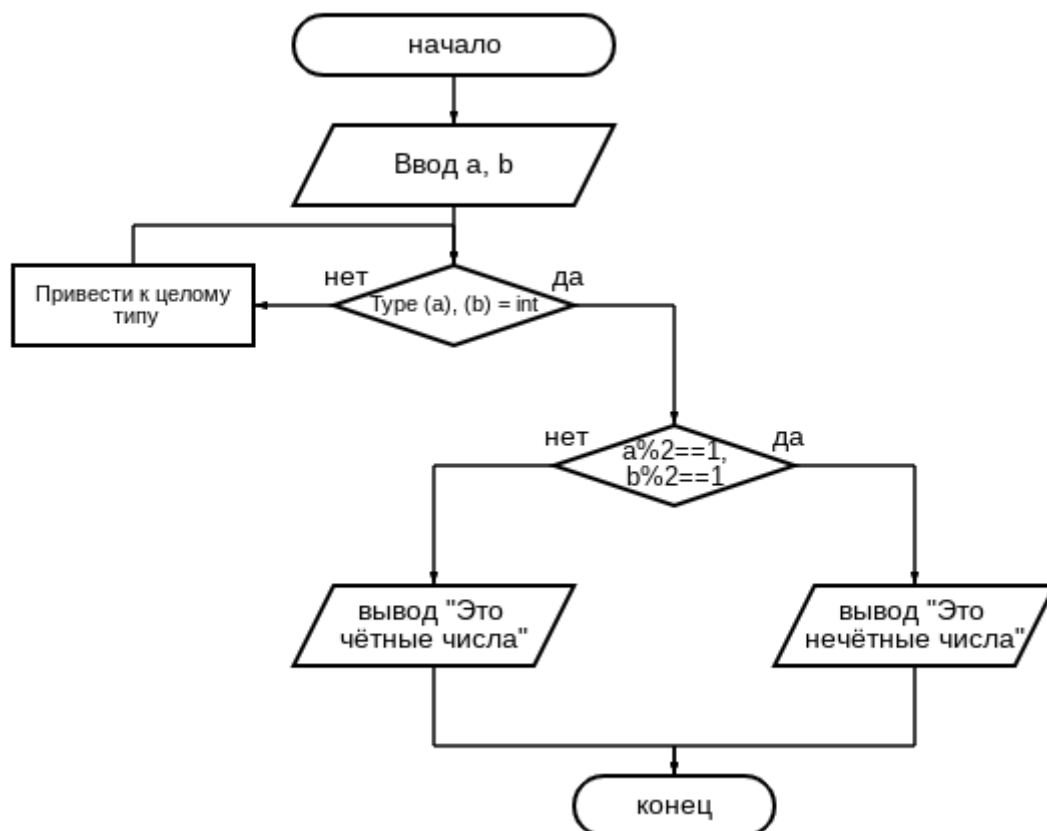 начало
Ввод a, b
нет
да
Привести к целому
типу
Type (a), (b) = int
нет
да
a%2==1,
b%2==1
вывод "Это
чётные числа"
вывод "Это
нечётные числа"
конец